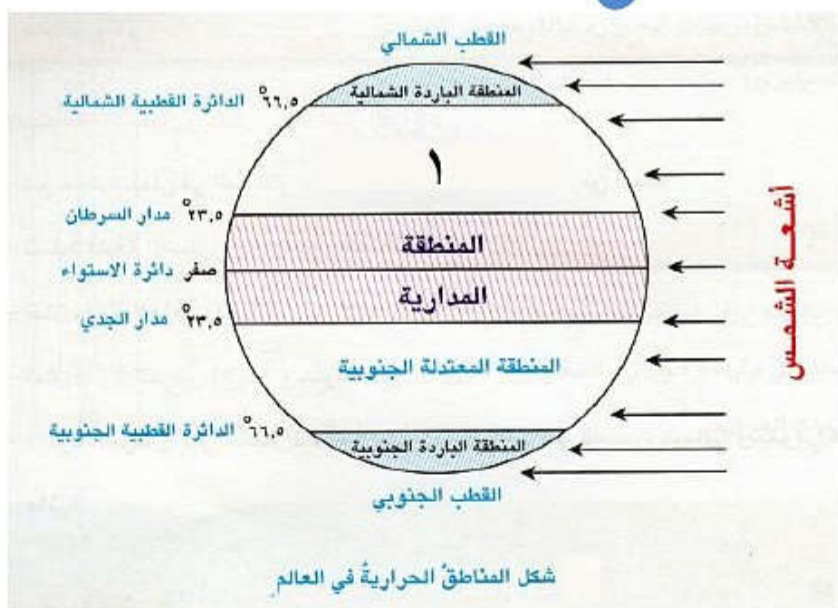 القطب الشمالي
المنطقة الباردة الشمالية
الدائرة القطبية الشمالية ٦٦,٥°
١
مدار السرطان ٢٣,٥°
المنطقة
دائرة الاستواء صفر
المدارية
مدار الجدي ٢٣,٥°
المنطقة المعتدلة الجنوبية
الدائرة القطبية الجنوبية ٦٦,٥°
المنطقة الباردة الجنوبية
القطب الجنوبي
أشعة الشمس
شكل المناطقُ الحراريةُ في العالم